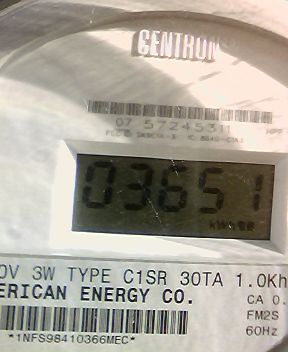 CENTRON
07 57245311
03651
kWh
0V 3W TYPE C1SR 30TA 1.0Kh
ERICAN ENERGY CO.
CA 0.
FM2S
60Hz
*1NFS98410366MEC*